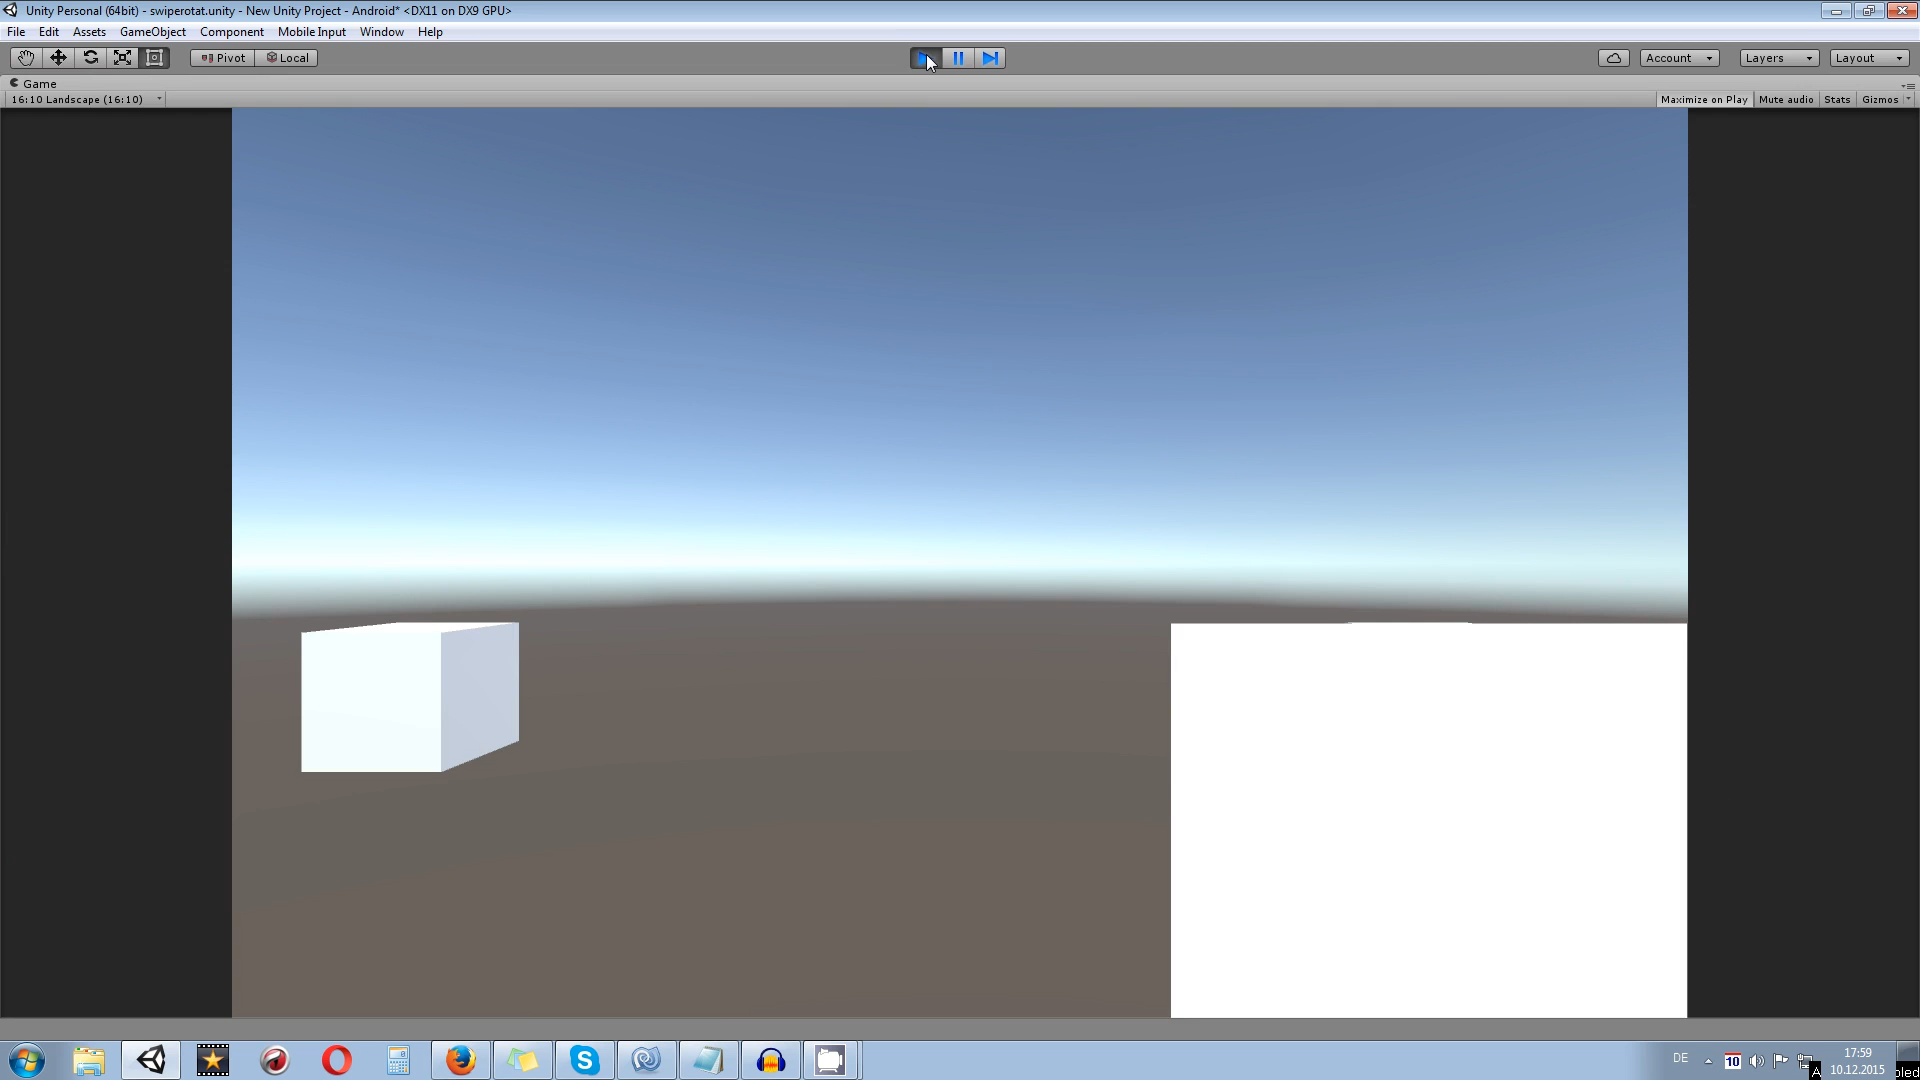 Unity Personal (64bit) - swiperotat.unity - New Unity Project - Android* <DX11 on DX9 GPU>
File Edit Assets GameObject Component Mobile Input Window Help
Pivot Local Account Layers Layout
Game
16:10 Landscape (16:10) Maximize on Play Mute audio Stats Gizmos
DE 10 17:59
10.12.2015